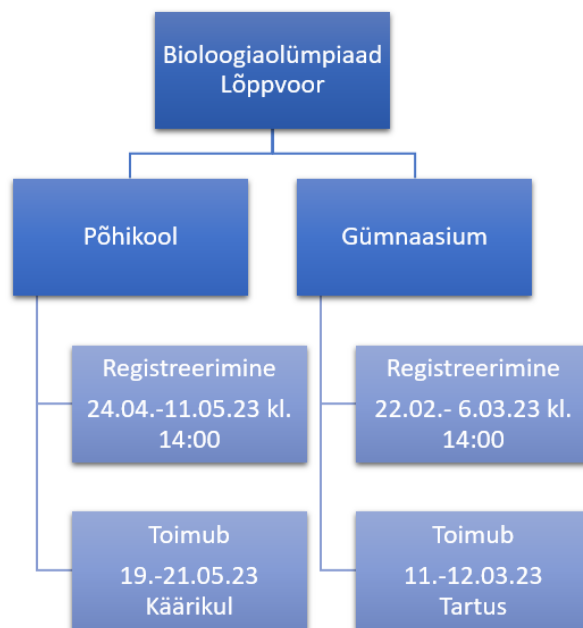 Bioloogiaolümpiaad
Lõppvoor
Põhikool
Registreerimine
24.04.-11.05.23 kl.
14:00
Toimub
19.-21.05.23
Käärikul
Gümnaasium
Registreerimine
22.02.- 6.03.23 kl.
14:00
Toimub
11.-12.03.23
Tartus